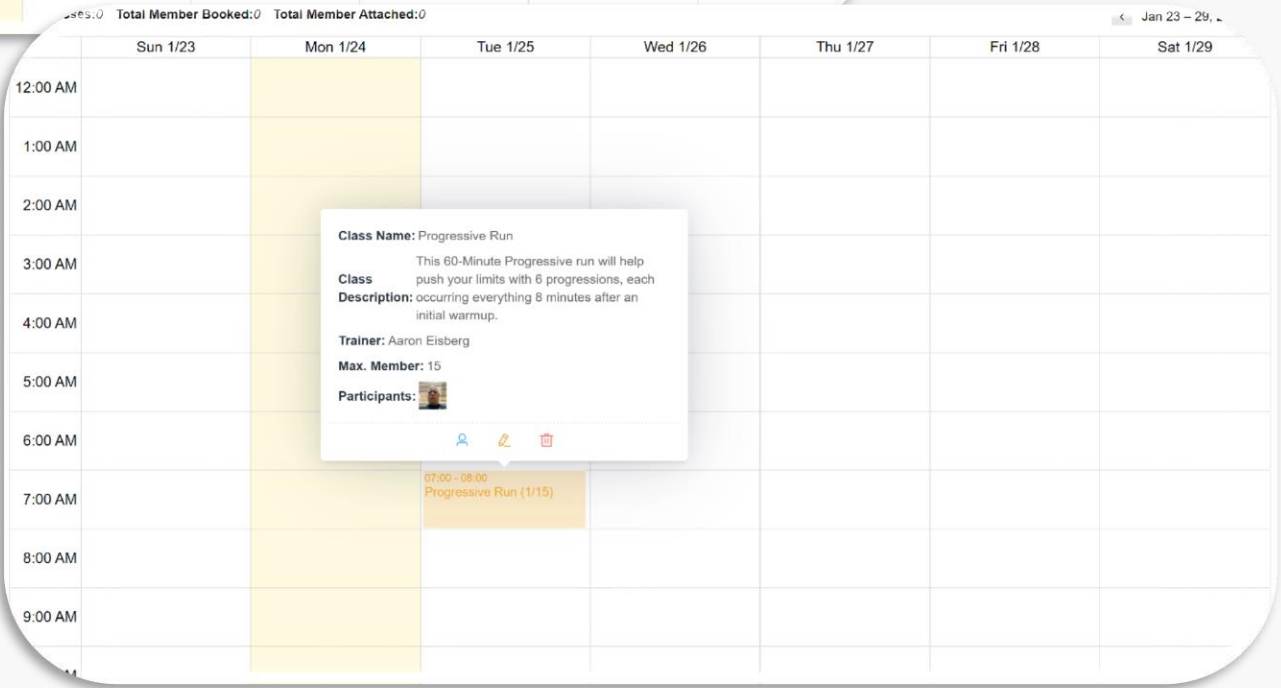 Total Member Booked:0 Total Member Attached:0
Jan 23 – 29,
Sun 1/23 Mon 1/24 Tue 1/25 Wed 1/26 Thu 1/27 Fri 1/28 Sat 1/29
12:00 AM
1:00 AM
2:00 AM
3:00 AM
4:00 AM
5:00 AM
6:00 AM
7:00 AM
8:00 AM
9:00 AM
Class Name: Progressive Run
Class Description: This 60-Minute Progressive run will help
push your limits with 6 progressions, each
occurring everything 8 minutes after an
initial warmup.
Trainer: Aaron Eisberg
Max. Member: 15
Participants:
07:00 - 08:00
Progressive Run (1/15)